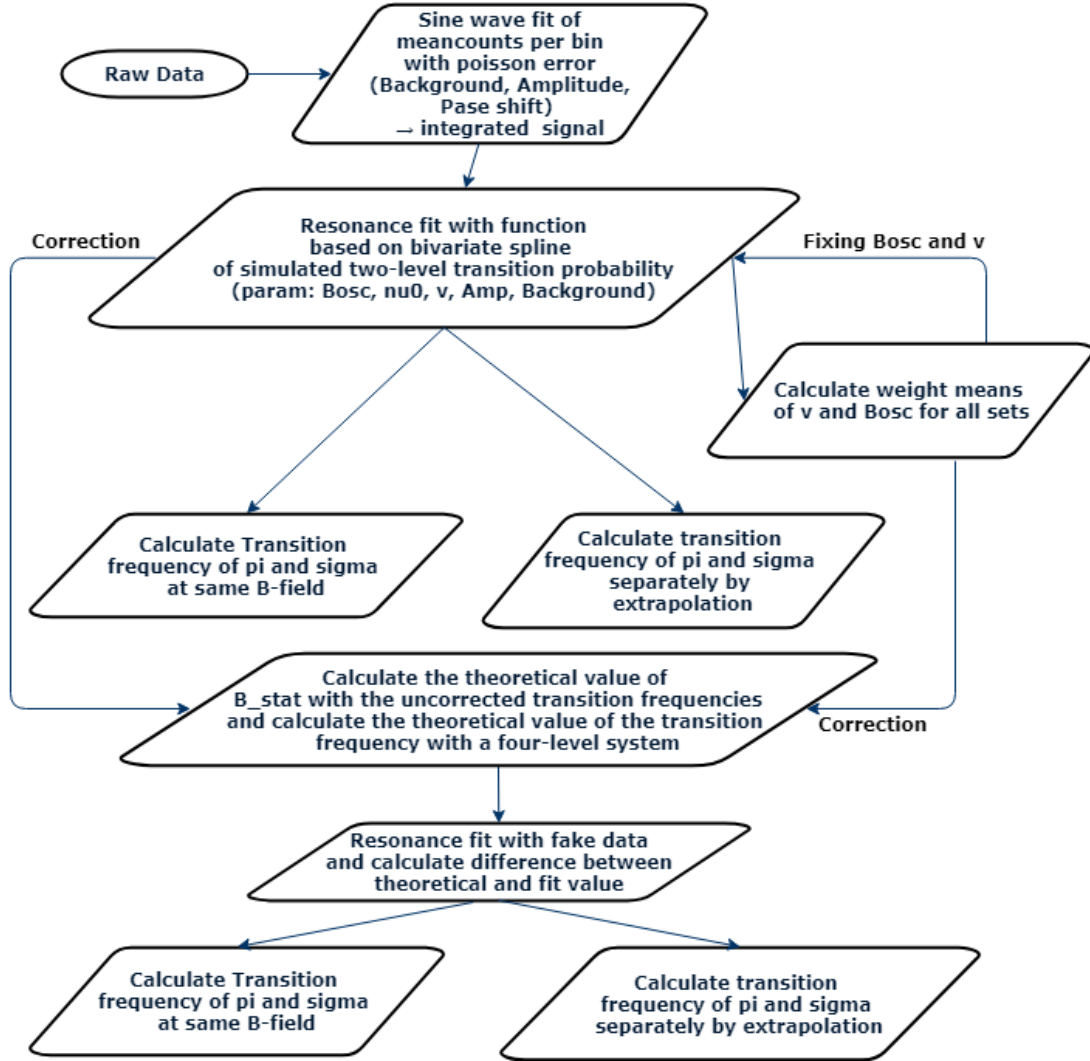 Raw Data
Sine wave fit of
meancounts per bin
with poisson error
(Background, Amplitude,
Pase shift)
→ integrated signal
Correction
Resonance fit with function
based on bivariate spline
of simulated two-level transition probability
(param: Bosc, nu0, v, Amp, Background)
Fixing Bosc and v
Calculate weight means
of v and Bosc for all sets
Calculate Transition
frequency of pi and sigma
at same B-field
Calculate transition
frequency of pi and sigma
separately by
extrapolation
Calculate the theoretical value of
B_stat with the uncorrected transition frequencies
and calculate the theoretical value of the transition
frequency with a four-level system
Correction
Resonance fit with fake data
and calculate difference between
theoretical and fit value
Calculate Transition
frequency of pi and sigma
at same B-field
Calculate transition
frequency of pi and sigma
separately by extrapolation